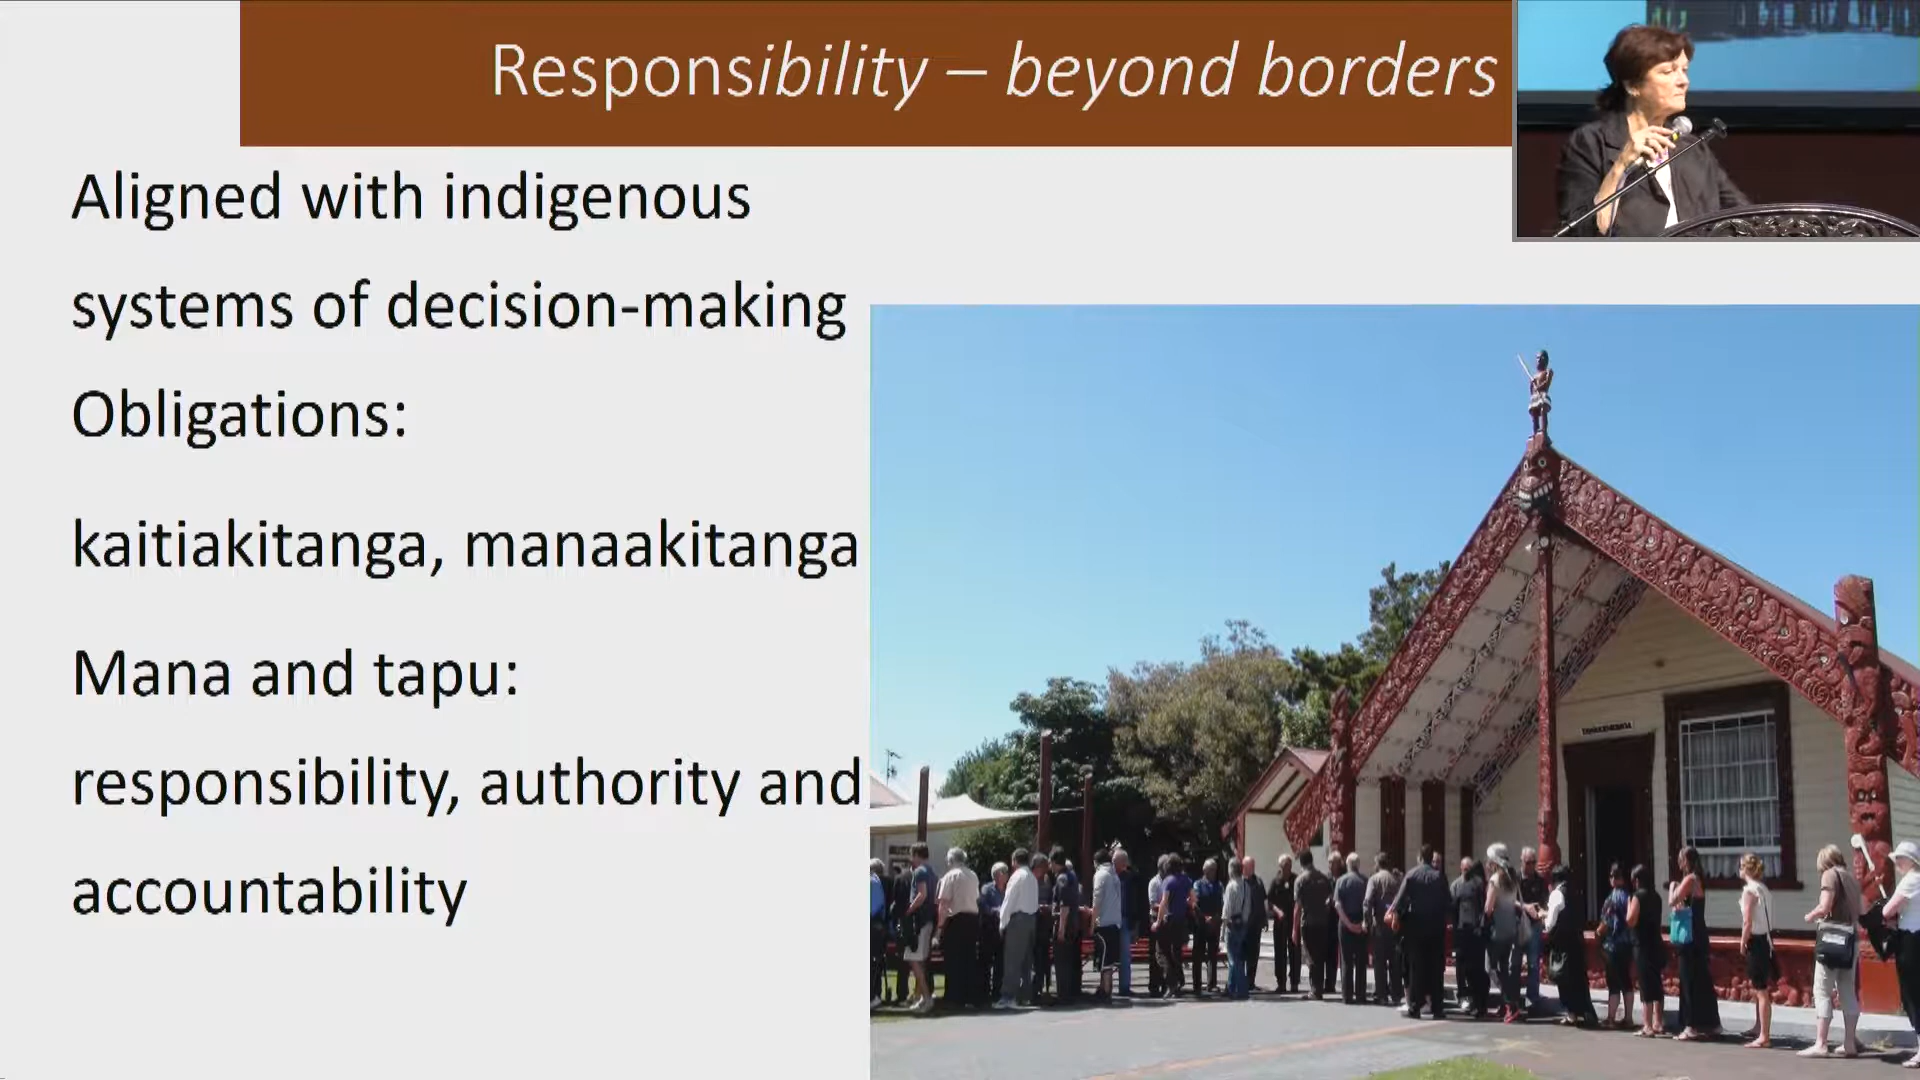 Responsibility – beyond borders
Aligned with indigenous
systems of decision-making
Obligations:
kaitiakitanga, manaakitanga
Mana and tapu:
responsibility, authority and
accountability